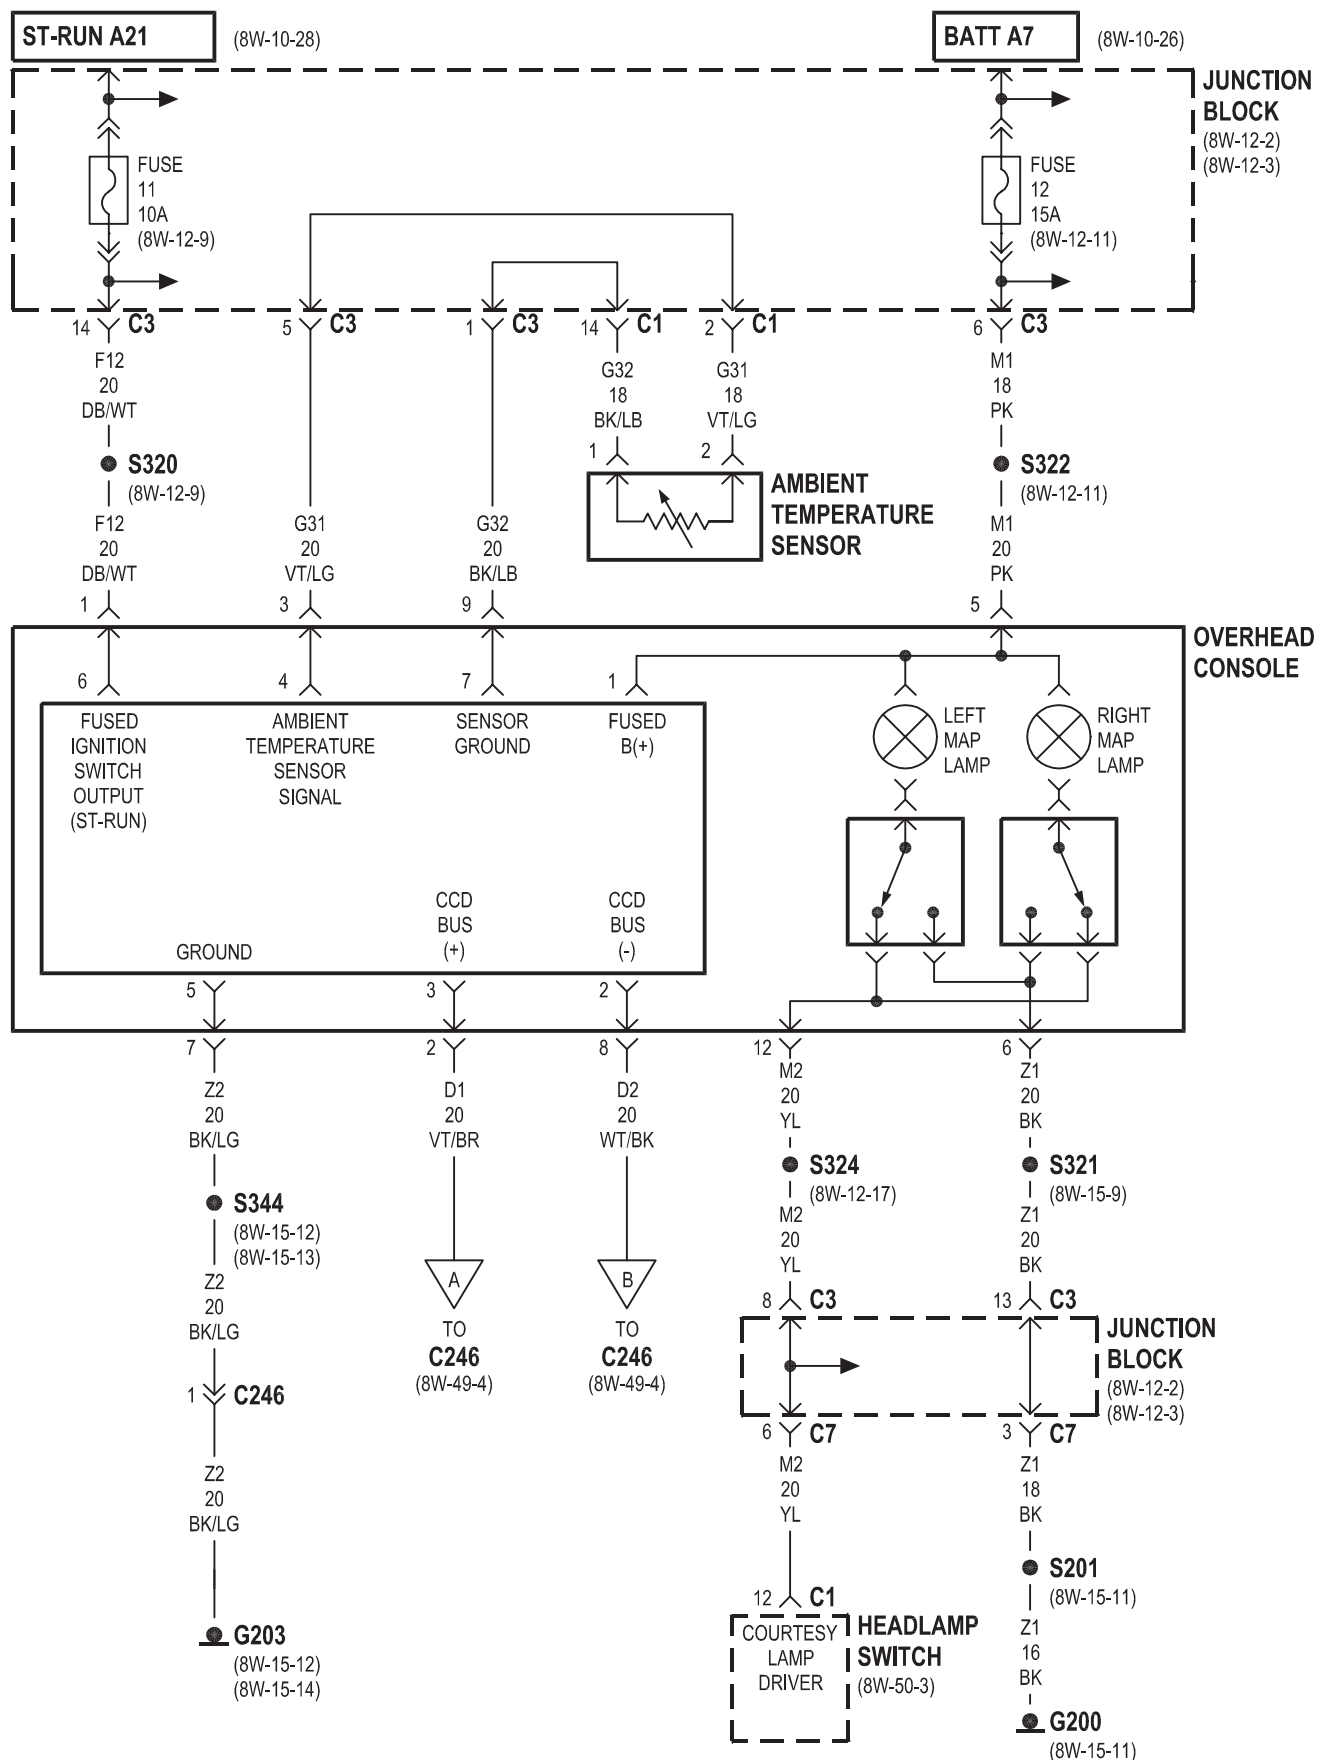 ST-RUN A21
(8W-10-28)
BATT A7
(8W-10-26)
JUNCTION
BLOCK
(8W-12-2)
(8W-12-3)
FUSE
11
10A
(8W-12-9)
FUSE
12
15A
(8W-12-11)
14 C3
5 C3
1 C3
14 C1
2 C1
6 C3
F12
20
DB/WT
G32
18
BK/LB
G31
18
VT/LG
M1
18
PK
1
2
S320
(8W-12-9)
AMBIENT
TEMPERATURE
SENSOR
S322
(8W-12-11)
F12
20
DB/WT
G31
20
VT/LG
G32
20
BK/LB
M1
20
PK
1
3
9
5
OVERHEAD
CONSOLE
6
4
7
1
FUSED
IGNITION
SWITCH
OUTPUT
(ST-RUN)
AMBIENT
TEMPERATURE
SENSOR
SIGNAL
SENSOR
GROUND
FUSED
B(+)
LEFT
MAP
LAMP
RIGHT
MAP
LAMP
GROUND
CCD
BUS
(+)
CCD
BUS
(-)
5
3
2
7
2
8
12
6
Z2
20
BK/LG
D1
20
VT/BR
D2
20
WT/BK
M2
20
YL
Z1
20
BK
S344
(8W-15-12)
(8W-15-13)
S324
(8W-12-17)
S321
(8W-15-9)
Z2
20
BK/LG
A
TO
C246
(8W-49-4)
B
TO
C246
(8W-49-4)
M2
20
YL
Z1
20
BK
8 C3
13 C3
JUNCTION
BLOCK
(8W-12-2)
(8W-12-3)
1 C246
6 C7
3 C7
Z2
20
BK/LG
M2
20
YL
Z1
18
BK
S201
(8W-15-11)
12 C1
COURTESY
LAMP
DRIVER
HEADLAMP
SWITCH
(8W-50-3)
Z1
16
BK
G203
(8W-15-12)
(8W-15-14)
G200
(8W-15-11)